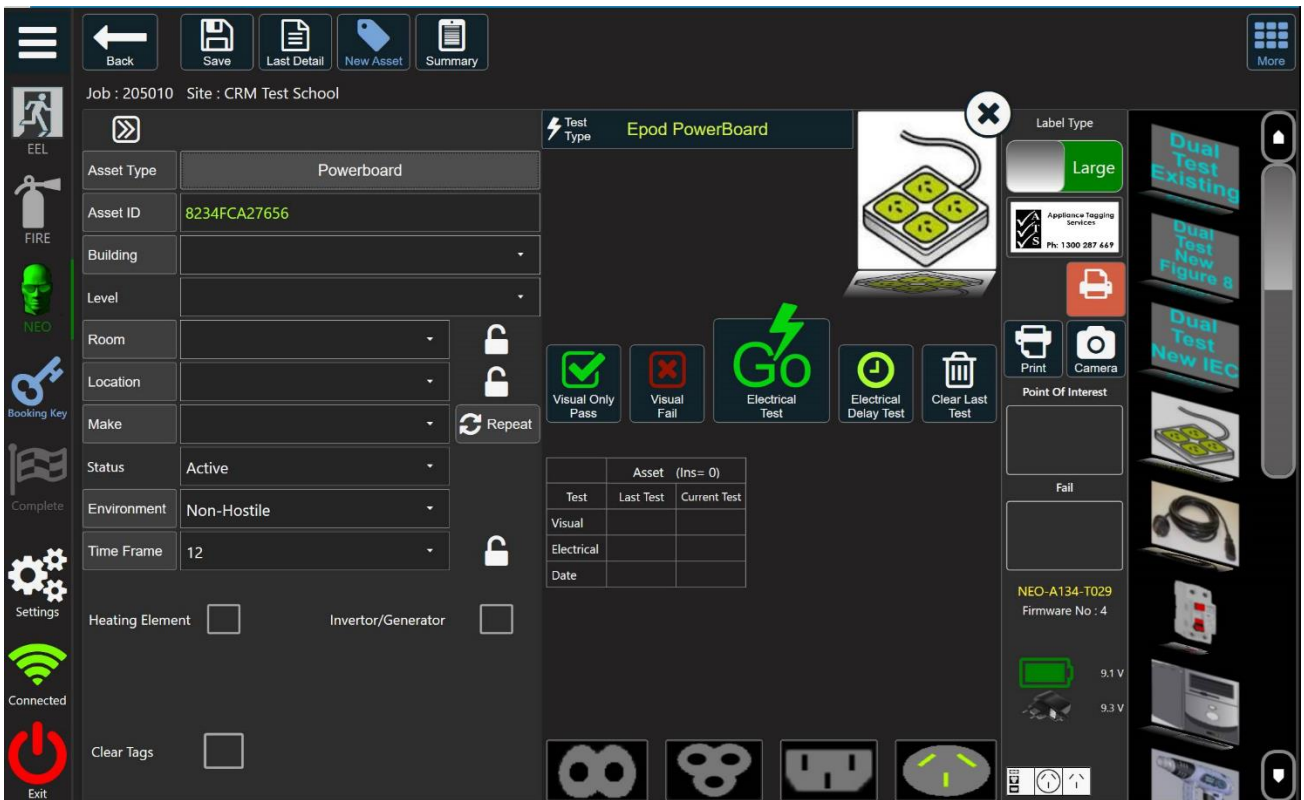 Back
Save
Last Detail
New Asset
Summary
More
Job : 205010 Site : CRM Test School
EEL
FIRE
NEO
Booking Key
Complete
Settings
Connected
Exit
Asset Type
Powerboard
Asset ID
8234FCA27656
Building
Level
Room
Location
Make
Repeat
Status
Active
Environment
Non-Hostile
Time Frame
12
Heating Element
Invertor/Generator
Clear Tags
Test
Type
Epod PowerBoard
Visual Only
Pass
Visual
Fail
Go
Electrical
Test
Electrical
Delay Test
Clear Last
Test
Asset (Ins= 0)
Test Last Test Current Test
Visual
Electrical
Date
Label Type
Large
ATS
Appliance Tagging
Services
Ph: 1300 287 669
Print
Camera
Point Of Interest
Fail
NEO-A134-T029
Firmware No : 4
9.1 V
9.3 V
Dual
Test
Existing
Dual
Test
New
Figure 8
Dual
Test
New IEC